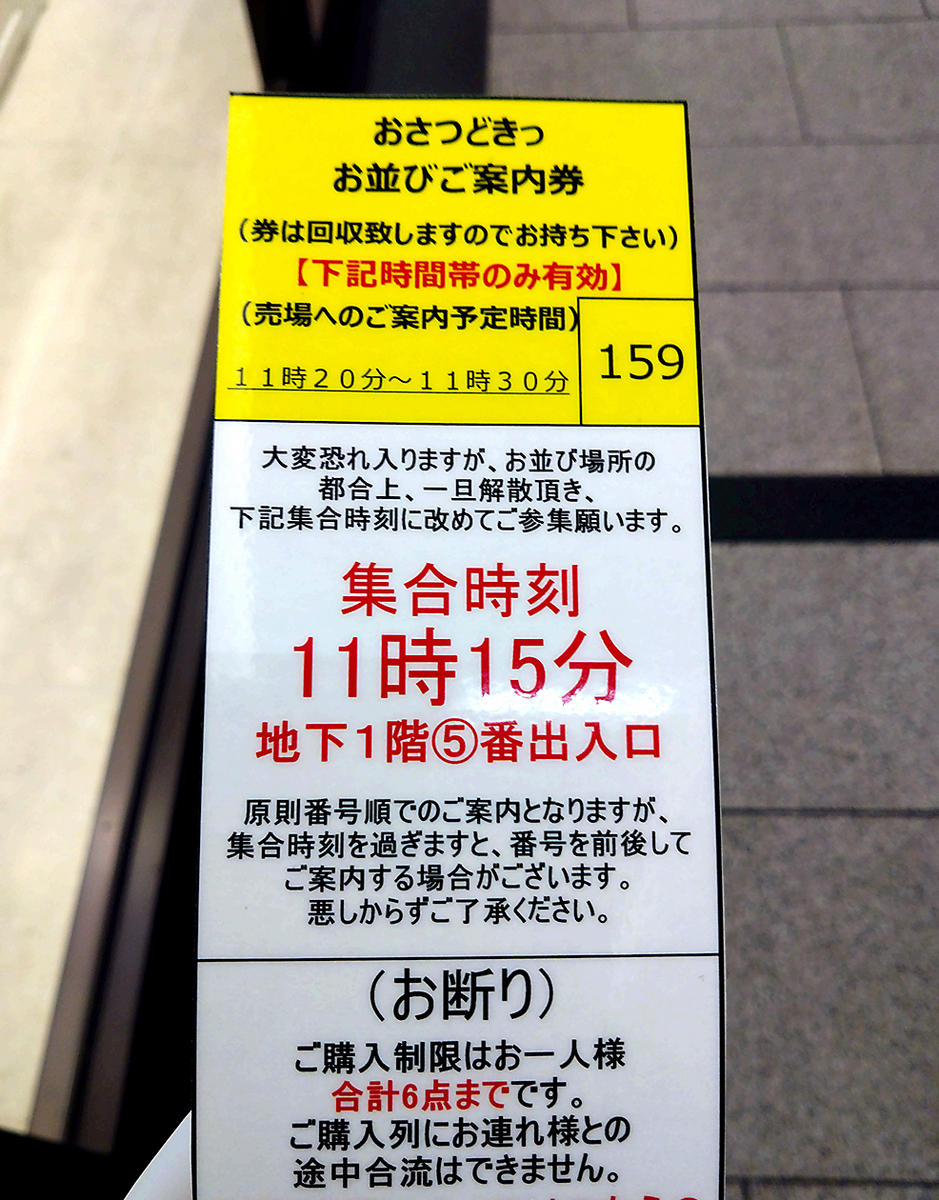 おさつどきっ
お並びご案内券
（券は回収致しますのでお持ち下さい）
【下記時間帯のみ有効】
（売場へのご案内予定時間）
１１時２０分～１１時３０分
159
大変恐れ入りますが、お並び場所の
都合上、一旦解散頂き、
下記集合時刻に改めてご参集願います。
集合時刻
11時15分
地下１階⑤番出入口
原則番号順でのご案内となりますが、
集合時刻を過ぎますと、番号を前後して
ご案内する場合がございます。
悪しからずご了承ください。
（お断り）
ご購入制限はお一人様
合計6点までです。
ご購入列にお連れ様との
途中合流はできません。